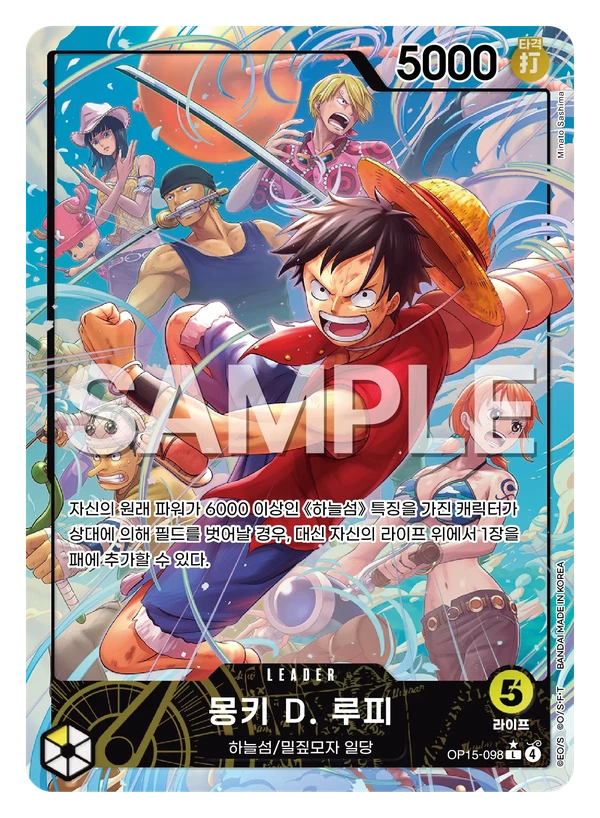 5000
타격
打
Minato Sashima
SAMPLE
자신의 원래 파워가 6000 이상인 《하늘섬》 특징을 가진 캐릭터가
상대에 의해 필드를 벗어날 경우, 대신 자신의 라이프 위에서 1장을
패에 추가할 수 있다.
©EO/S ©O/S·F·T BANDAI MADE IN KOREA
LEADER
몽키 D. 루피
5
라이프
하늘섬/밀짚모자 일당
OP15-098 ★ L 4